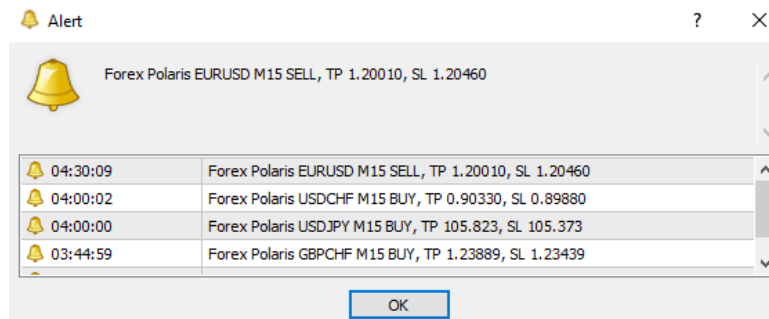 Alert
?
Forex Polaris EURUSD M15 SELL, TP 1.20010, SL 1.20460
04:30:09 Forex Polaris EURUSD M15 SELL, TP 1.20010, SL 1.20460
04:00:02 Forex Polaris USDCHF M15 BUY, TP 0.90330, SL 0.89880
04:00:00 Forex Polaris USDJPY M15 BUY, TP 105.823, SL 105.373
03:44:59 Forex Polaris GBPCHF M15 BUY, TP 1.23889, SL 1.23439
OK